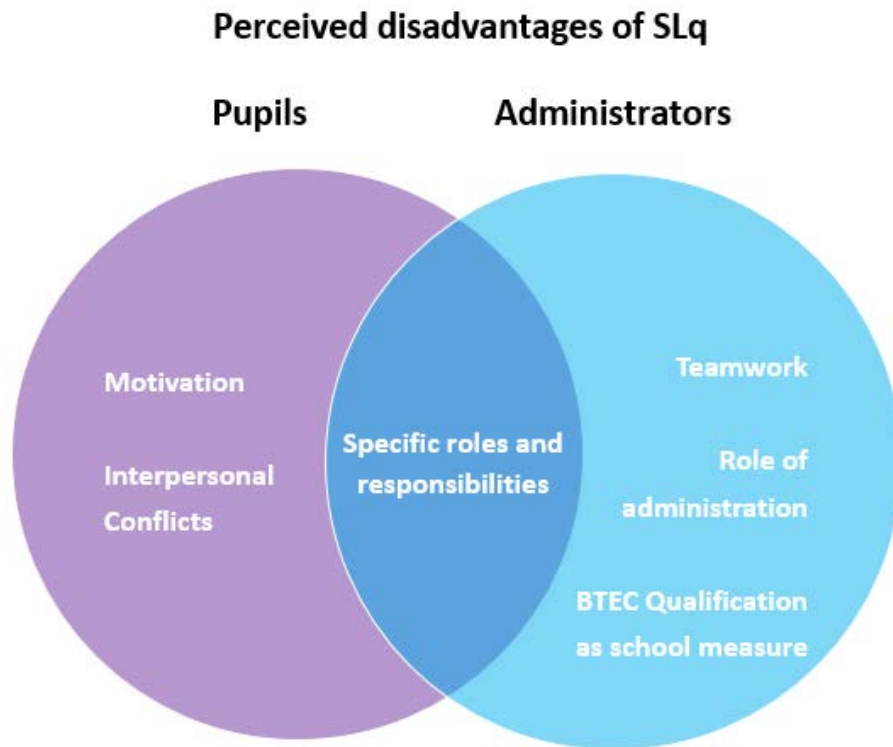 Perceived disadvantages of SLq
Pupils
Administrators
Motivation
Interpersonal
Conflicts
Specific roles and
responsibilities
Teamwork
Role of
administration
BTEC Qualification
as school measure